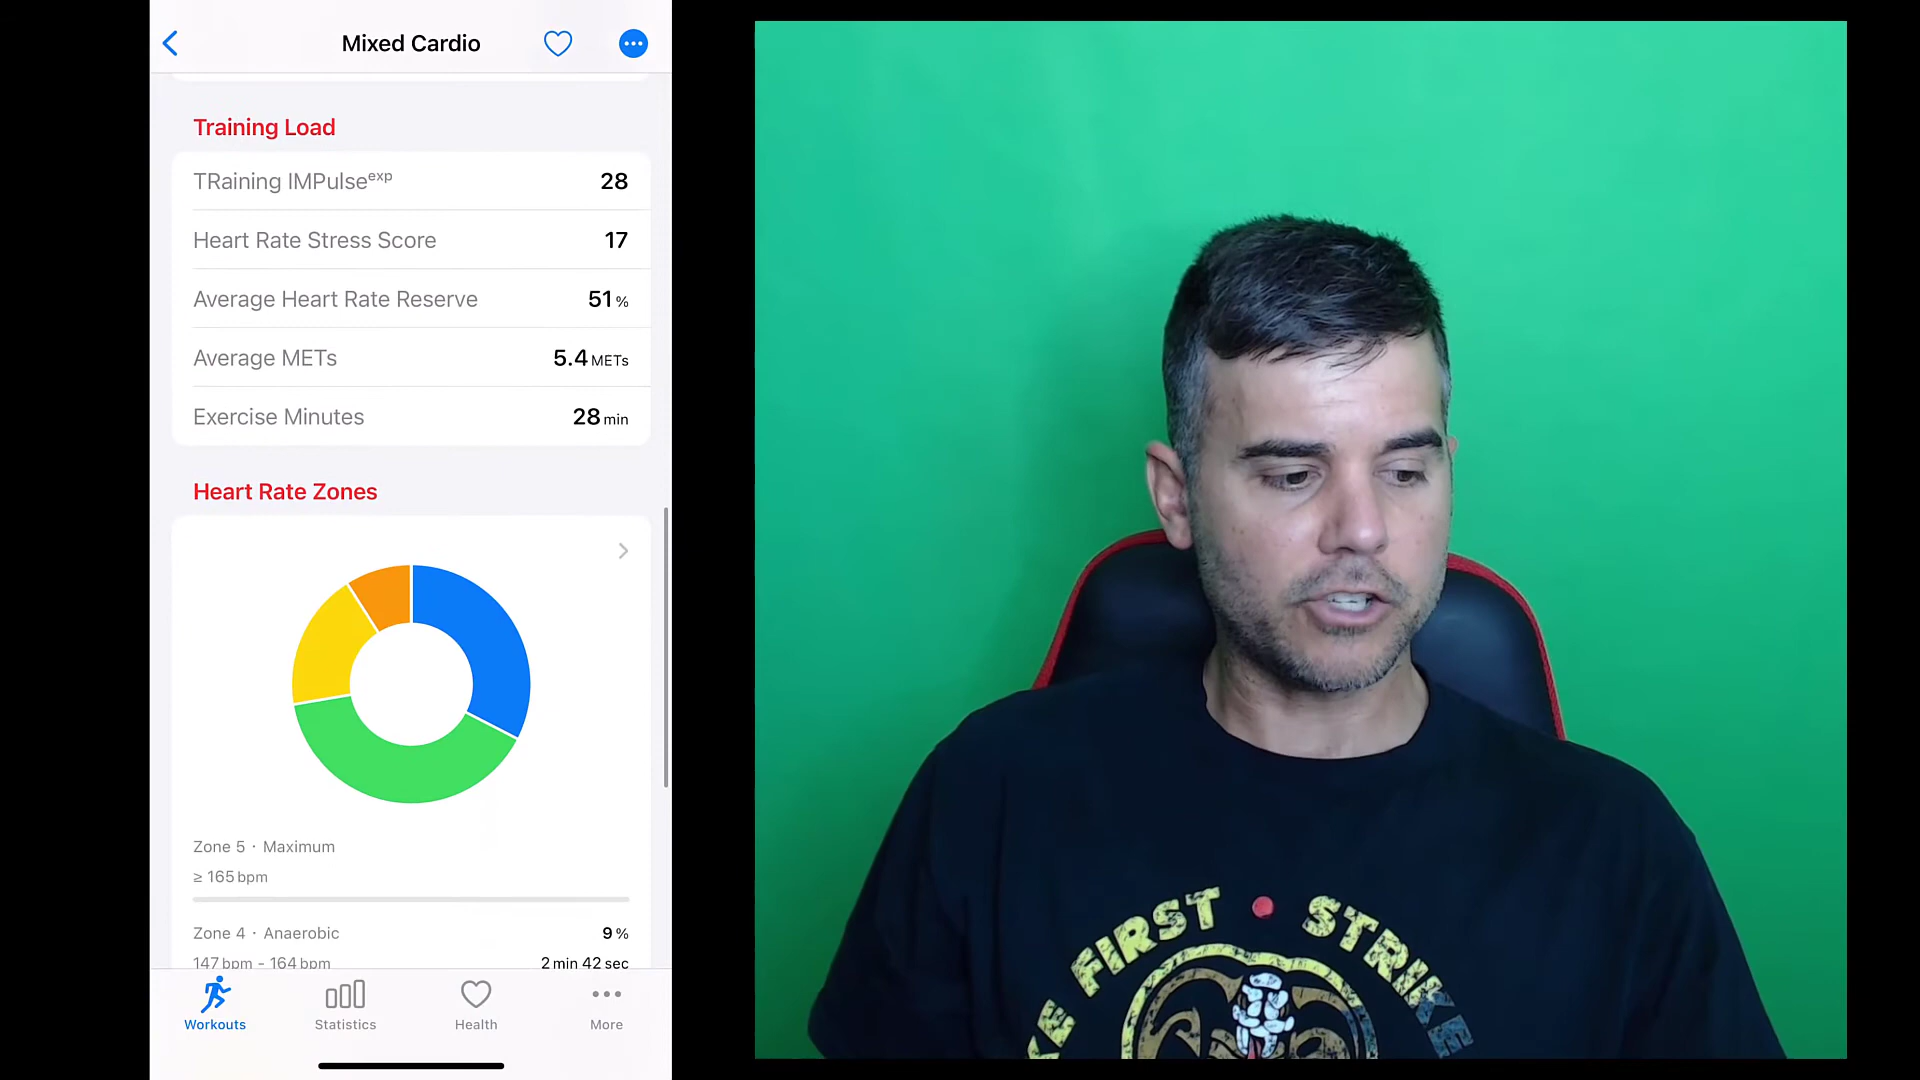 Mixed Cardio
Training Load
TRaining IMPulseexp 28
Heart Rate Stress Score 17
Average Heart Rate Reserve 51%
Average METs 5.4 METs
Exercise Minutes 28 min
Heart Rate Zones
Zone 5 · Maximum
≥ 165 bpm
Zone 4 · Anaerobic 9%
147 bpm - 164 bpm 2 min 42 sec
Workouts Statistics Health More
KE FIRST • STRIKE